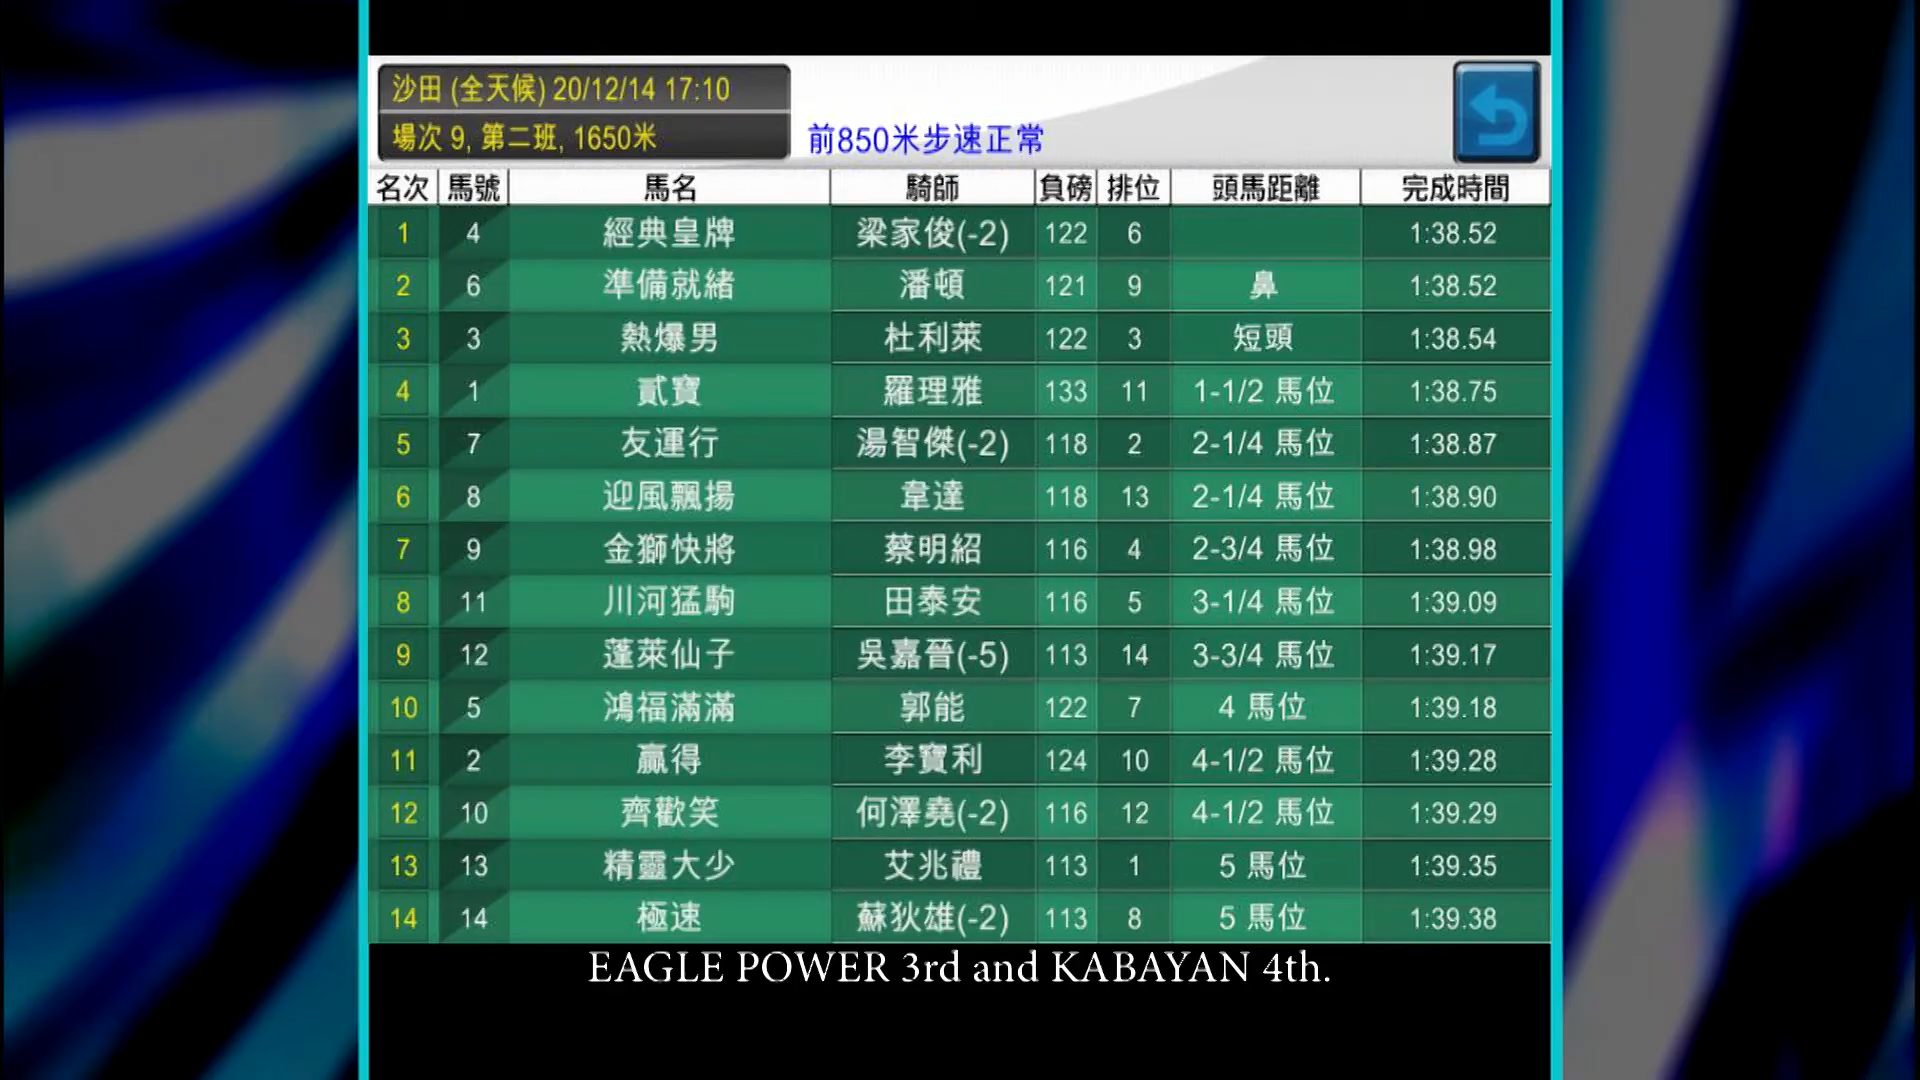 沙田 (全天候) 20/12/14 17:10
場次 9, 第二班, 1650米
前850米步速正常
名次 馬號 馬名 騎師 負磅 排位 頭馬距離 完成時間
1 4 經典皇牌 梁家俊(-2) 122 6 1:38.52
2 6 準備就緒 潘頓 121 9 鼻 1:38.52
3 3 熱爆男 杜利萊 122 3 短頭 1:38.54
4 1 貳寶 羅理雅 133 11 1-1/2 馬位 1:38.75
5 7 友運行 湯智傑(-2) 118 2 2-1/4 馬位 1:38.87
6 8 迎風飄揚 韋達 118 13 2-1/4 馬位 1:38.90
7 9 金獅快將 蔡明紹 116 4 2-3/4 馬位 1:38.98
8 11 川河猛駒 田泰安 116 5 3-1/4 馬位 1:39.09
9 12 蓬萊仙子 吳嘉晉(-5) 113 14 3-3/4 馬位 1:39.17
10 5 鴻福滿滿 郭能 122 7 4 馬位 1:39.18
11 2 贏得 李寶利 124 10 4-1/2 馬位 1:39.28
12 10 齊歡笑 何澤堯(-2) 116 12 4-1/2 馬位 1:39.29
13 13 精靈大少 艾兆禮 113 1 5 馬位 1:39.35
14 14 極速 蘇狄雄(-2) 113 8 5 馬位 1:39.38
EAGLE POWER 3rd and KABAYAN 4th.